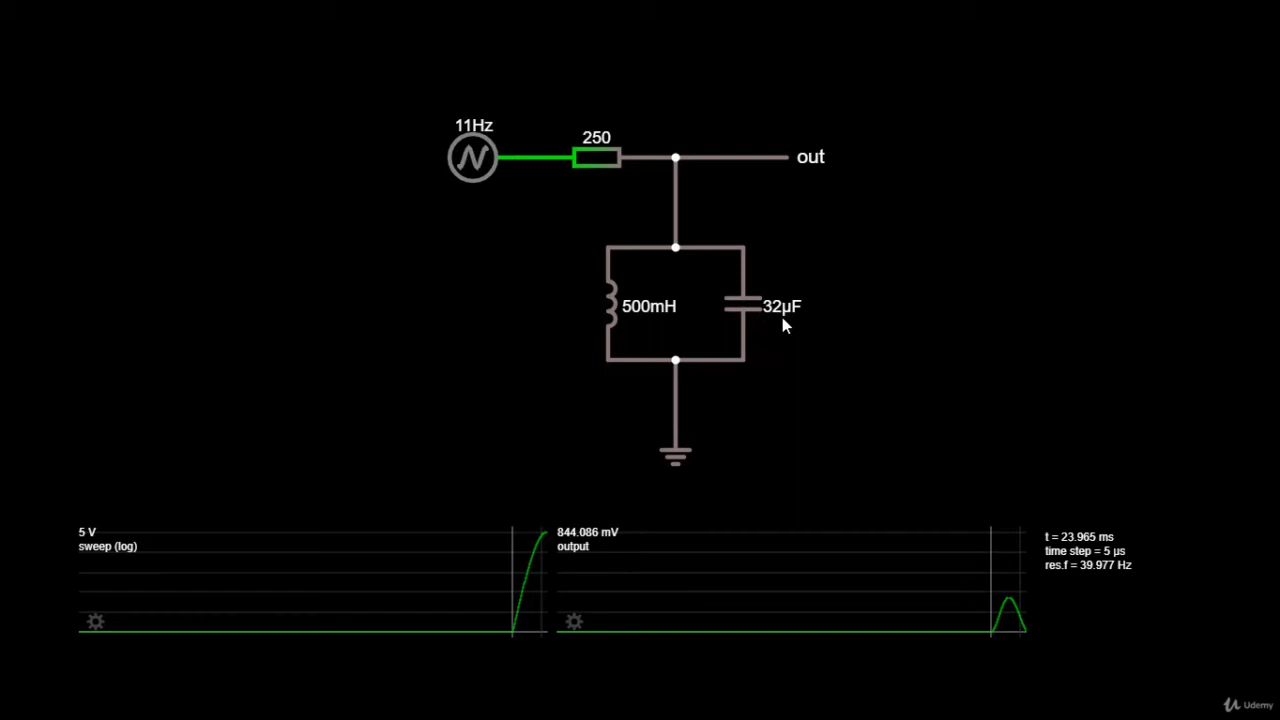 11Hz
250
out
500mH
32µF
5 V
sweep (log)
844.086 mV
output
t = 23.965 ms
time step = 5 µs
res.f = 39.977 Hz
Udemy